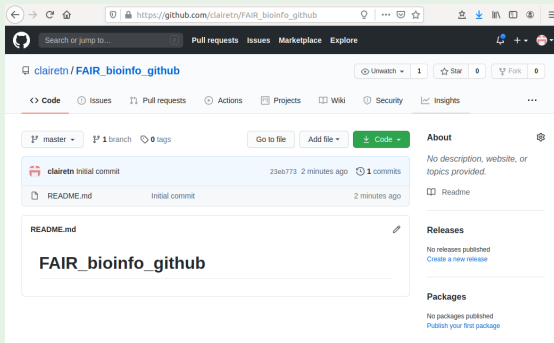 https://github.com/clairetn/FAIR_bioinfo_github
Search or jump to... /
Pull requests Issues Marketplace Explore
clairetn / FAIR_bioinfo_github
Unwatch 1 Star 0 Fork 0
Code Issues Pull requests Actions Projects Wiki Security Insights
master 1 branch 0 tags Go to file Add file Code
clairetn Initial commit 23eb773 2 minutes ago 1 commits
README.md Initial commit 2 minutes ago
README.md
FAIR_bioinfo_github
About
No description, website, or
topics provided.
Readme
Releases
No releases published
Create a new release
Packages
No packages published
Publish your first package